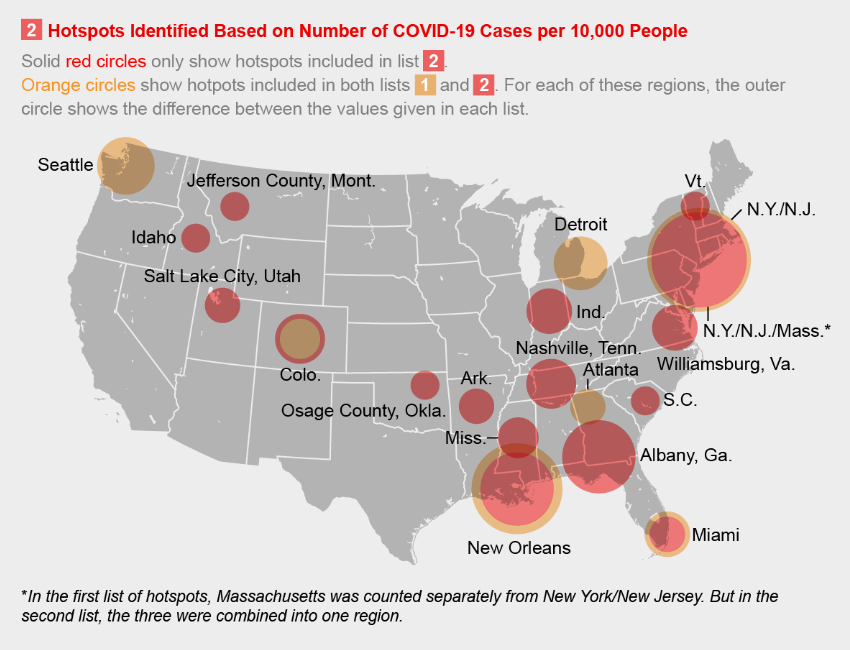 2 Hotspots Identified Based on Number of COVID-19 Cases per 10,000 People
Solid red circles only show hotspots included in list 2.
Orange circles show hotpots included in both lists 1 and 2. For each of these regions, the outer
circle shows the difference between the values given in each list.
Seattle
Jefferson County, Mont.
Vt.
N.Y./N.J.
Idaho
Detroit
Salt Lake City, Utah
Ind.
N.Y./N.J./Mass.*
Nashville, Tenn.
Williamsburg, Va.
Colo.
Atlanta
Ark.
Osage County, Okla.
S.C.
Miss.
Albany, Ga.
New Orleans
Miami
*In the first list of hotspots, Massachusetts was counted separately from New York/New Jersey. But in the
second list, the three were combined into one region.